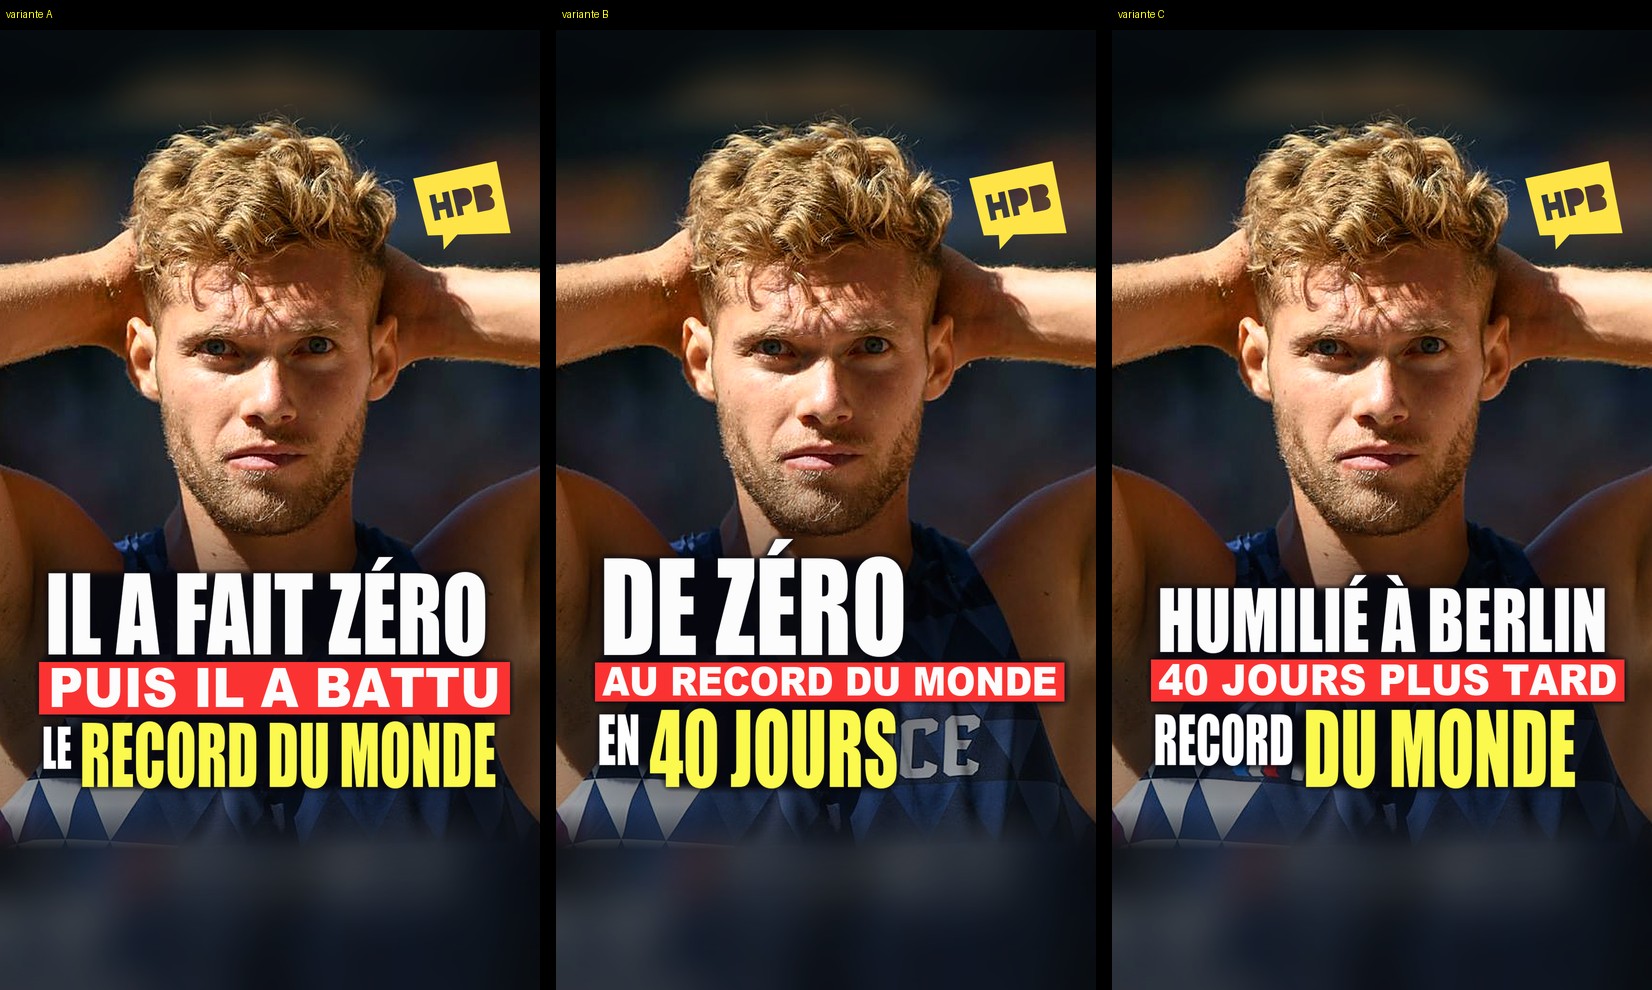 variante A
HPB
IL A FAIT ZÉRO
PUIS IL A BATTU
LE RECORD DU MONDE
variante B
HPB
DE ZÉRO
AU RECORD DU MONDE
EN 40 JOURS
CE
variante C
HPB
HUMILIÉ À BERLIN
40 JOURS PLUS TARD
RECORD DU MONDE